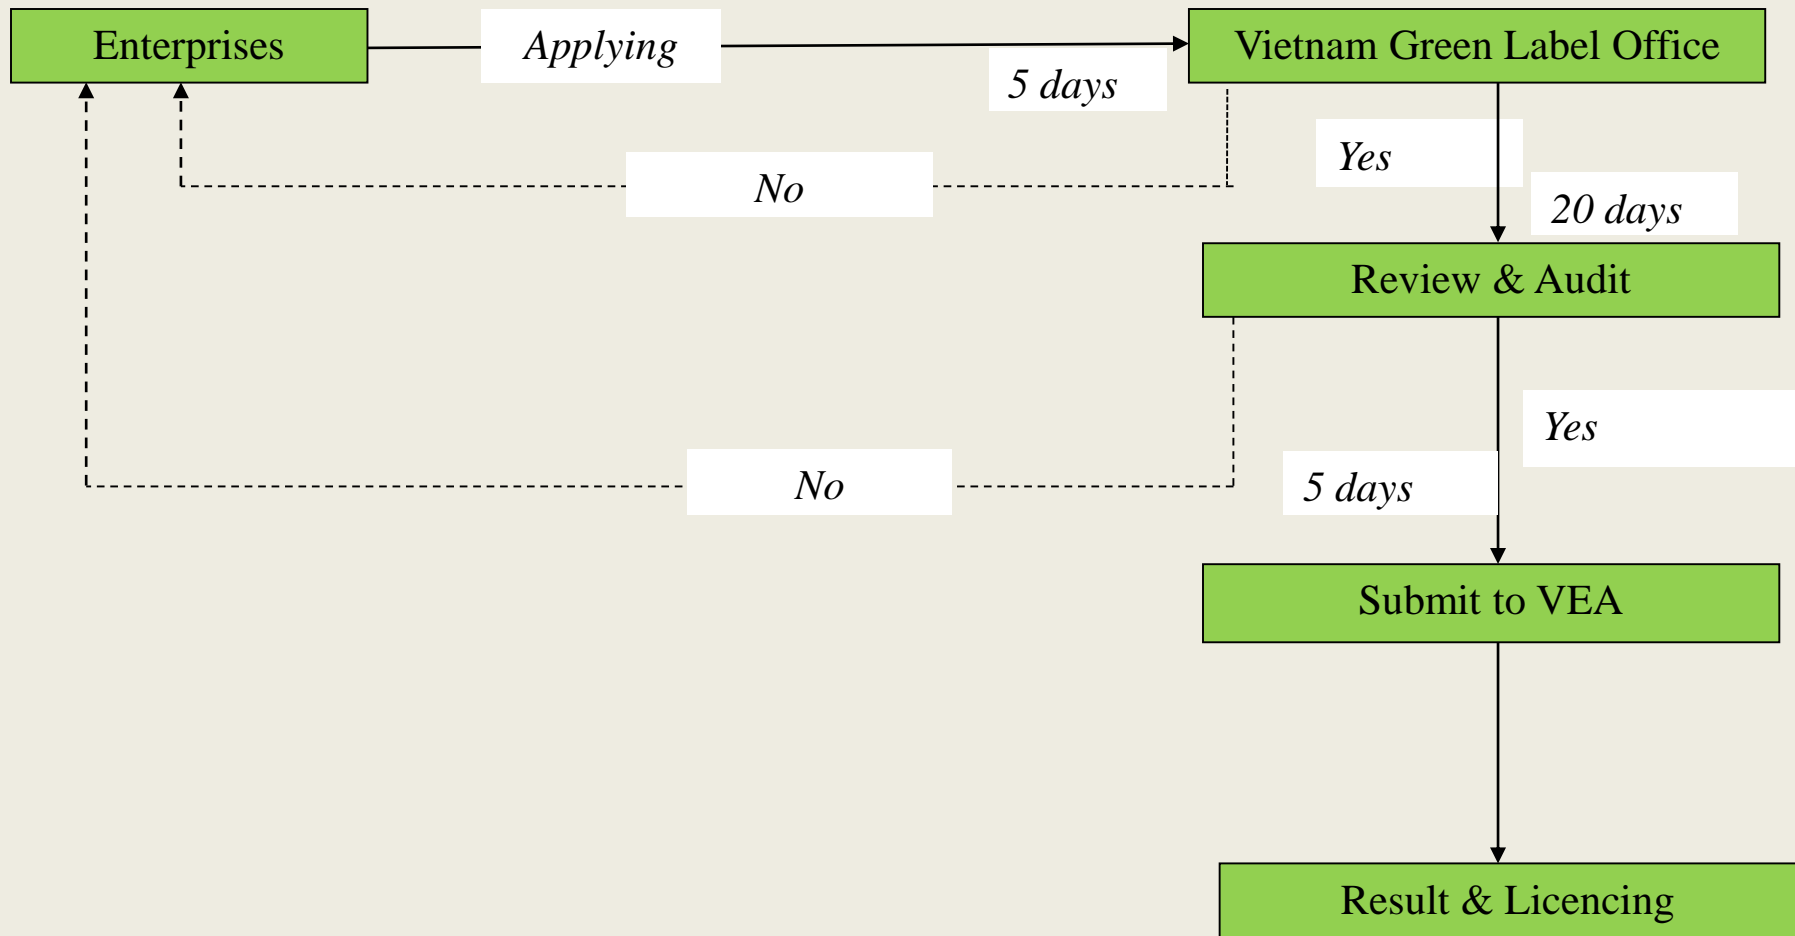 Enterprises
Applying
Vietnam Green Label Office
5 days
Yes
No
20 days
Review & Audit
Yes
No
5 days
Submit to VEA
Result & Licencing